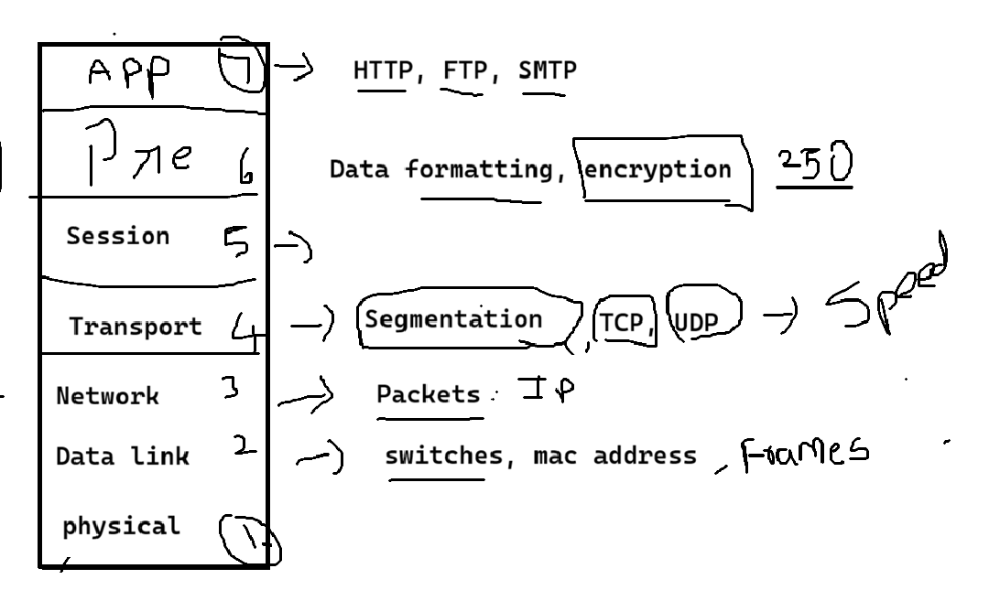 APP 7 → HTTP, FTP, SMTP
Pre 6 Data formatting, encryption 250
Session 5 →
Transport 4 → Segmentation, TCP, UDP → Speed
Network 3 → Packets : IP
Data link 2 → switches, mac address, Frames
physical 1